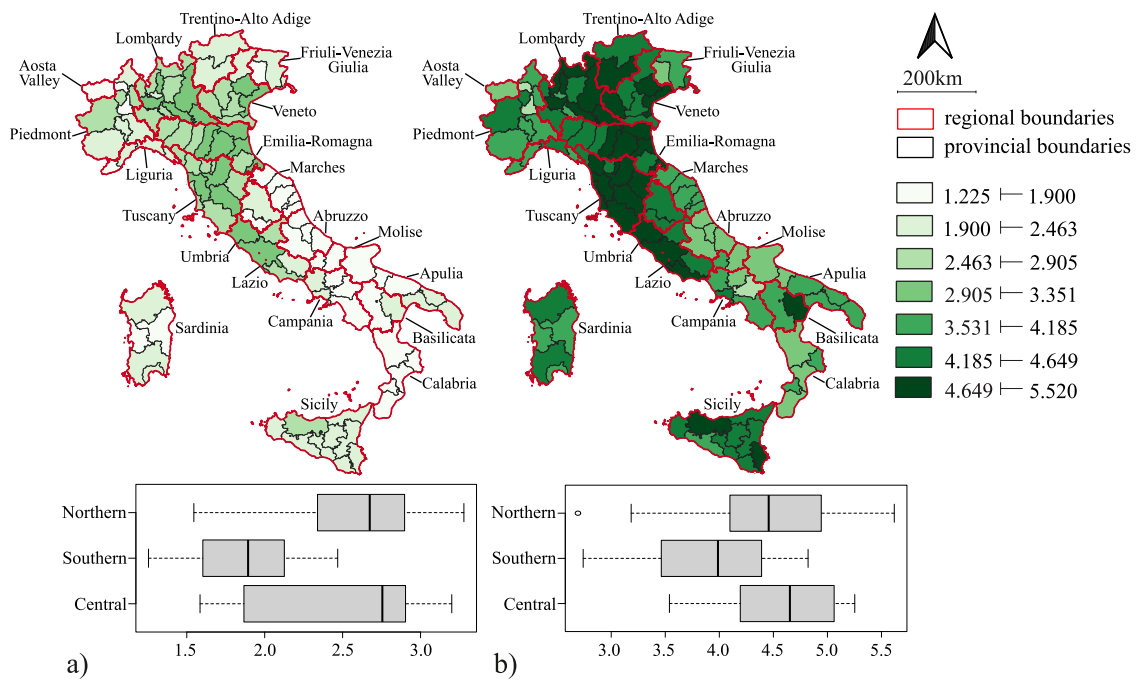 Trentino-Alto Adige
Lombardy
Friuli-Venezia
Giulia
Aosta
Valley
Veneto
Piedmont
Emilia-Romagna
Liguria
Marches
Tuscany
Abruzzo
Molise
Umbria
Lazio
Apulia
Campania
Sardinia
Basilicata
Calabria
Sicily
Trentino-Alto Adige
Lombardy
Friuli-Venezia
Giulia
Aosta
Valley
Veneto
Piedmont
Emilia-Romagna
Liguria
Marches
Tuscany
Abruzzo
Molise
Umbria
Lazio
Apulia
Campania
Sardinia
Basilicata
Calabria
Sicily
200km
regional boundaries
provincial boundaries
1.225 1.900
1.900 2.463
2.463 2.905
2.905 3.351
3.531 4.185
4.185 4.649
4.649 5.520
Northern
Southern
Central
1.5 2.0 2.5 3.0
a)
Northern
Southern
Central
3.0 3.5 4.0 4.5 5.0 5.5
b)